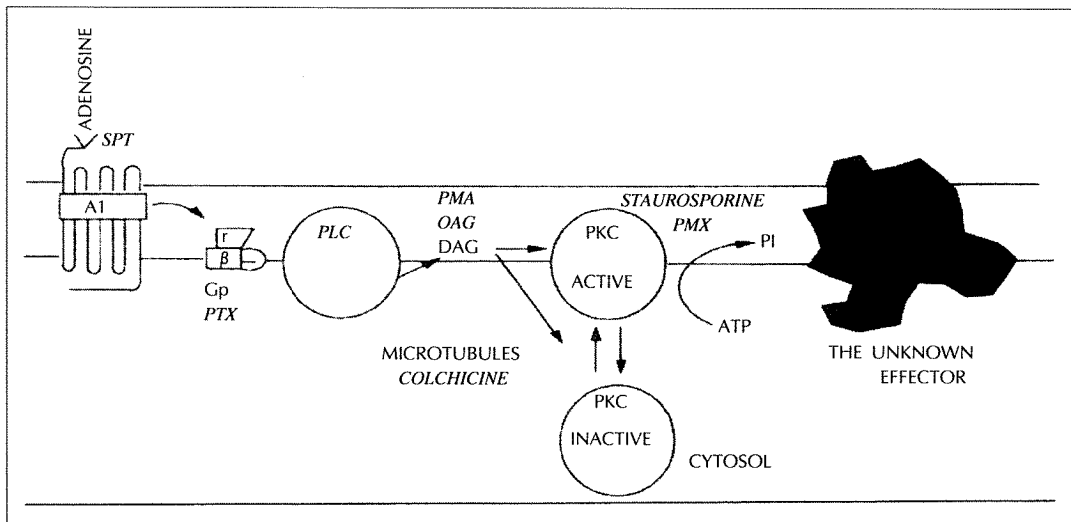 ADENOSINE
SPT
A1
r
β
Gp
PTX
PLC
PMA
OAG
DAG
MICROTUBULES
COLCHICINE
STAUROSPORINE
PMX
PKC
ACTIVE
PI
ATP
PKC
INACTIVE
CYTOSOL
THE UNKNOWN
EFFECTOR